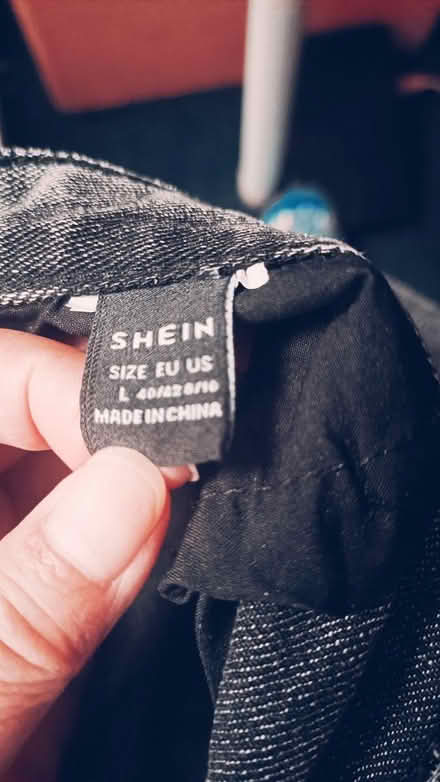 SHEIN
SIZE EU US
L 40/42 8/10
MADE IN CHINA